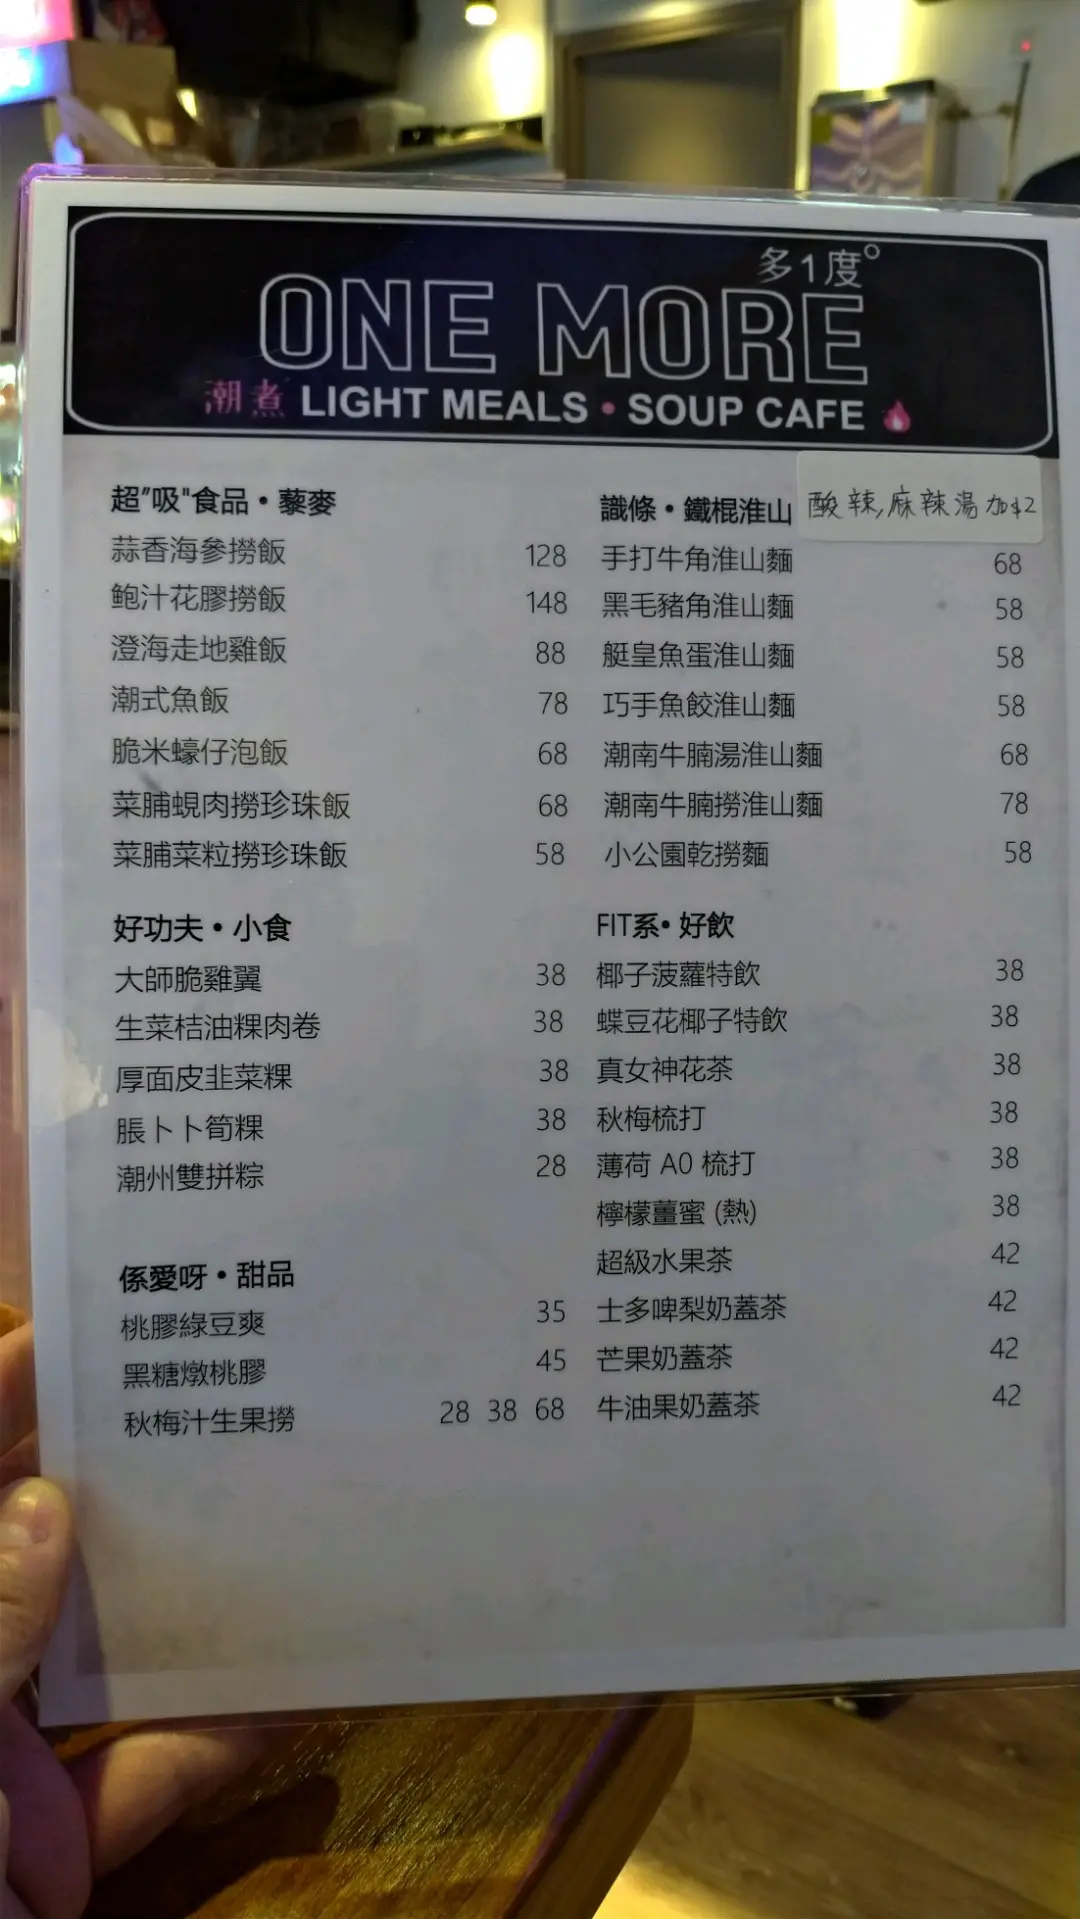 多1度°
ONE MORE
潮煮 LIGHT MEALS • SOUP CAFE
超"吸"食品•藜麥
蒜香海參撈飯 128
鮑汁花膠撈飯 148
澄海走地雞飯 88
潮式魚飯 78
脆米蠔仔泡飯 68
菜脯蜆肉撈珍珠飯 68
菜脯菜粒撈珍珠飯 58
好功夫•小食
大師脆雞翼 38
生菜桔油粿肉卷 38
厚面皮韭菜粿 38
脹卜卜筍粿 38
潮州雙拼粽 28
係愛呀•甜品
桃膠綠豆爽 35
黑糖燉桃膠 45
秋梅汁生果撈 28 38 68
識條•鐵棍淮山
酸辣,麻辣湯加$2
手打牛角淮山麵 68
黑毛豬角淮山麵 58
艇皇魚蛋淮山麵 58
巧手魚餃淮山麵 58
潮南牛腩湯淮山麵 68
潮南牛腩撈淮山麵 78
小公園乾撈麵 58
FIT系•好飲
椰子菠蘿特飲 38
蝶豆花椰子特飲 38
真女神花茶 38
秋梅梳打 38
薄荷 A0 梳打 38
檸檬薑蜜 (熱) 38
超級水果茶 42
士多啤梨奶蓋茶 42
芒果奶蓋茶 42
牛油果奶蓋茶 42